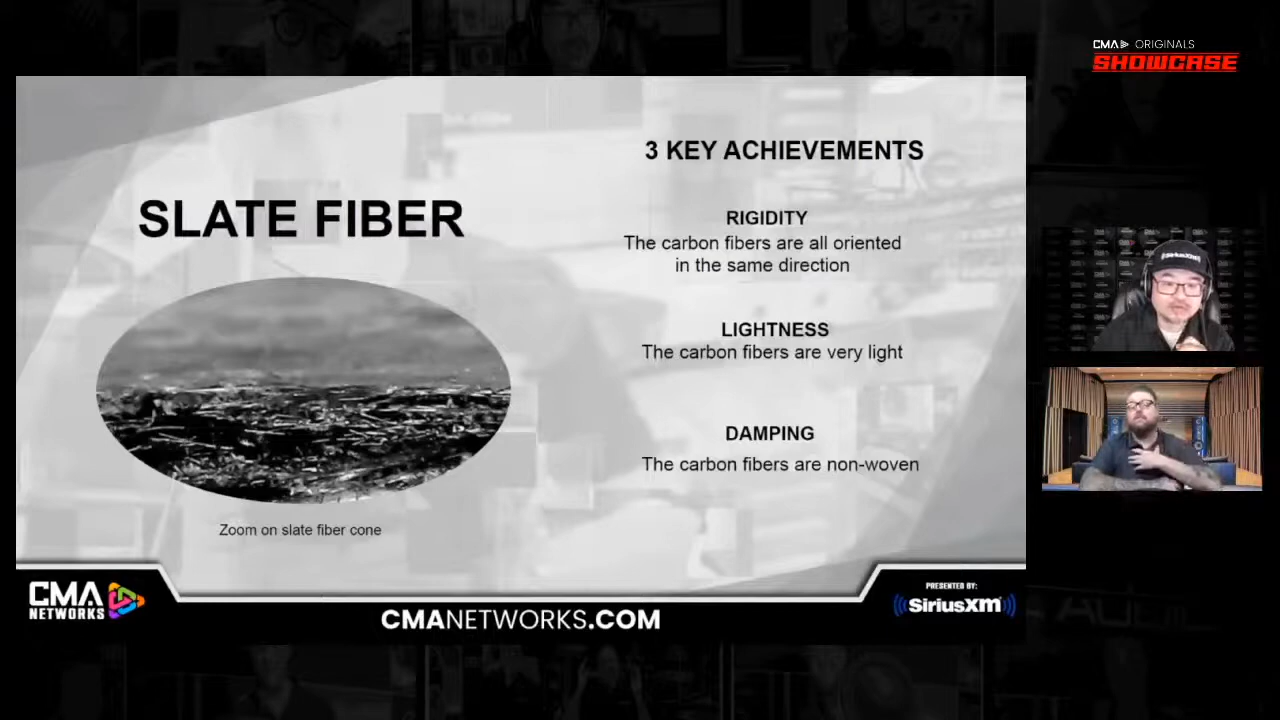 CMA ORIGINALS
SHOWCASE
3 KEY ACHIEVEMENTS
SLATE FIBER
RIGIDITY
The carbon fibers are all oriented
in the same direction
LIGHTNESS
The carbon fibers are very light
DAMPING
The carbon fibers are non-woven
Zoom on slate fiber cone
CMA
NETWORKS
CMANETWORKS.COM
PRESENTED BY:
SiriusXM
SiriusXM